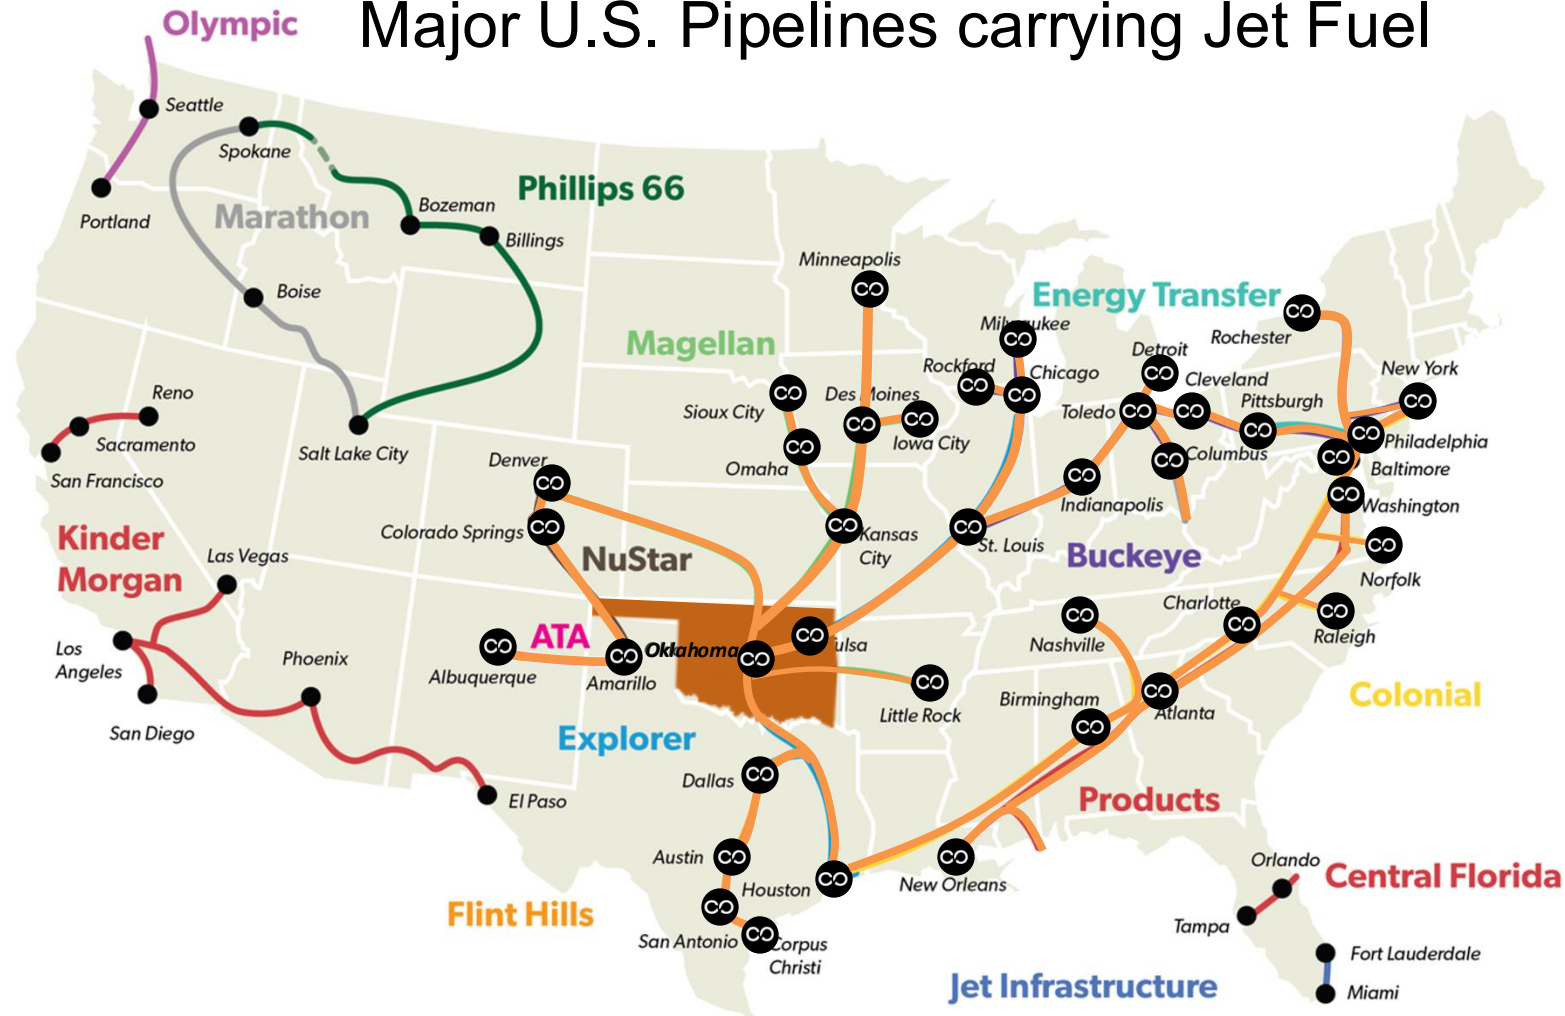 Major U.S. Pipelines carrying Jet Fuel
Olympic
Seattle
Spokane
Portland
Marathon
Phillips 66
Bozeman
Billings
Boise
Minneapolis
Energy Transfer
Magellan
Milwaukee
Rochester
Detroit
Rockford
Chicago
Cleveland
New York
Reno
Sioux City
Des Moines
Toledo
Pittsburgh
Sacramento
San Francisco
Salt Lake City
Denver
Omaha
Iowa City
Columbus
Philadelphia
Baltimore
Indianapolis
Washington
Colorado Springs
Kansas
City
St. Louis
Kinder
Morgan
Las Vegas
NuStar
Buckeye
Norfolk
Los
Angeles
Phoenix
ATA
Oklahoma
Tulsa
Nashville
Charlotte
Raleigh
Albuquerque
Amarillo
Little Rock
Birmingham
Atlanta
Colonial
San Diego
Explorer
Dallas
El Paso
Products
Austin
Houston
New Orleans
Orlando
Central Florida
Flint Hills
San Antonio
Corpus
Christi
Tampa
Fort Lauderdale
Jet Infrastructure
Miami